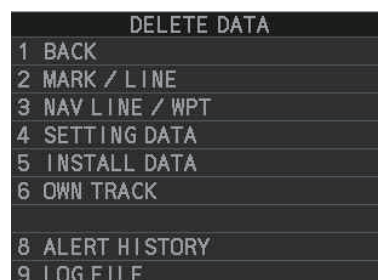 DELETE DATA
1 BACK
2 MARK / LINE
3 NAV LINE / WPT
4 SETTING DATA
5 INSTALL DATA
6 OWN TRACK
8 ALERT HISTORY
9 LOG FILE